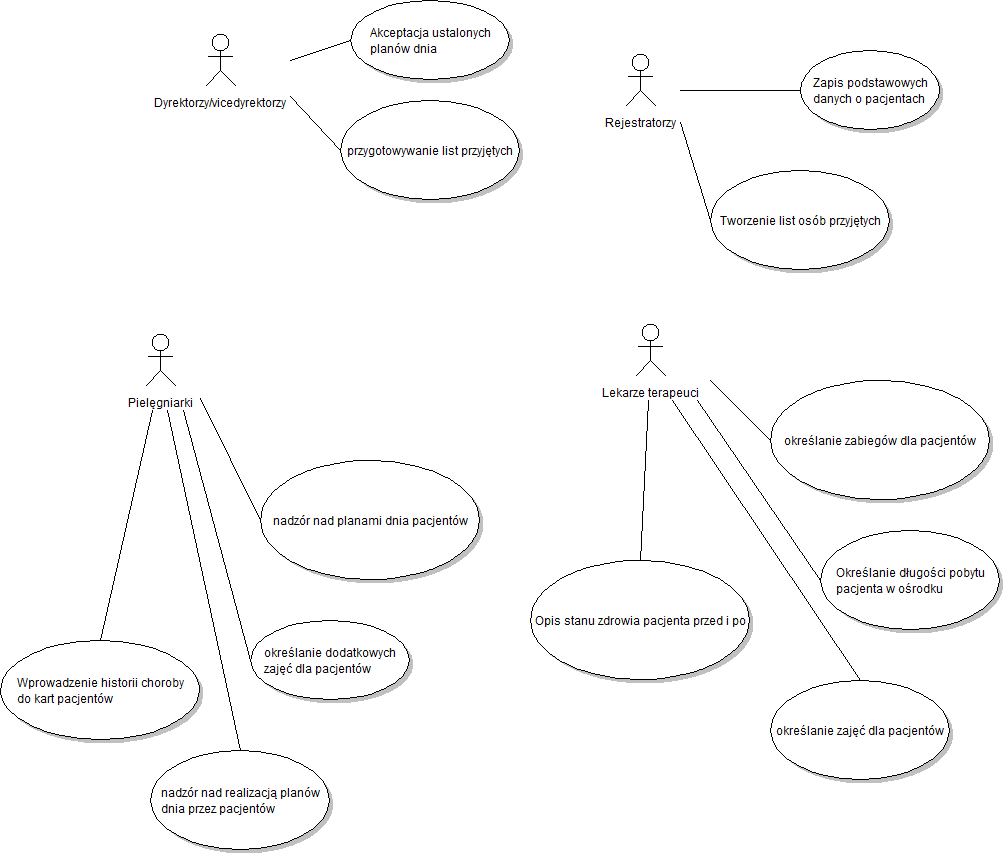 Akceptacja ustalonych
planów dnia
Dyrektorzy/vicedyrektorzy
przygotowywanie list przyjętych
Zapis podstawowych
danych o pacjentach
Rejestratorzy
Tworzenie list osób przyjętych
Pielęgniarki
nadzór nad planami dnia pacjentów
określanie dodatkowych
zajęć dla pacjentów
Wprowadzenie historii choroby
do kart pacjentów
nadzór nad realizacją planów
dnia przez pacjentów
Lekarze terapeuci
określanie zabiegów dla pacjentów
Określanie długości pobytu
pacjenta w ośrodku
Opis stanu zdrowia pacjenta przed i po
określanie zajęć dla pacjentów